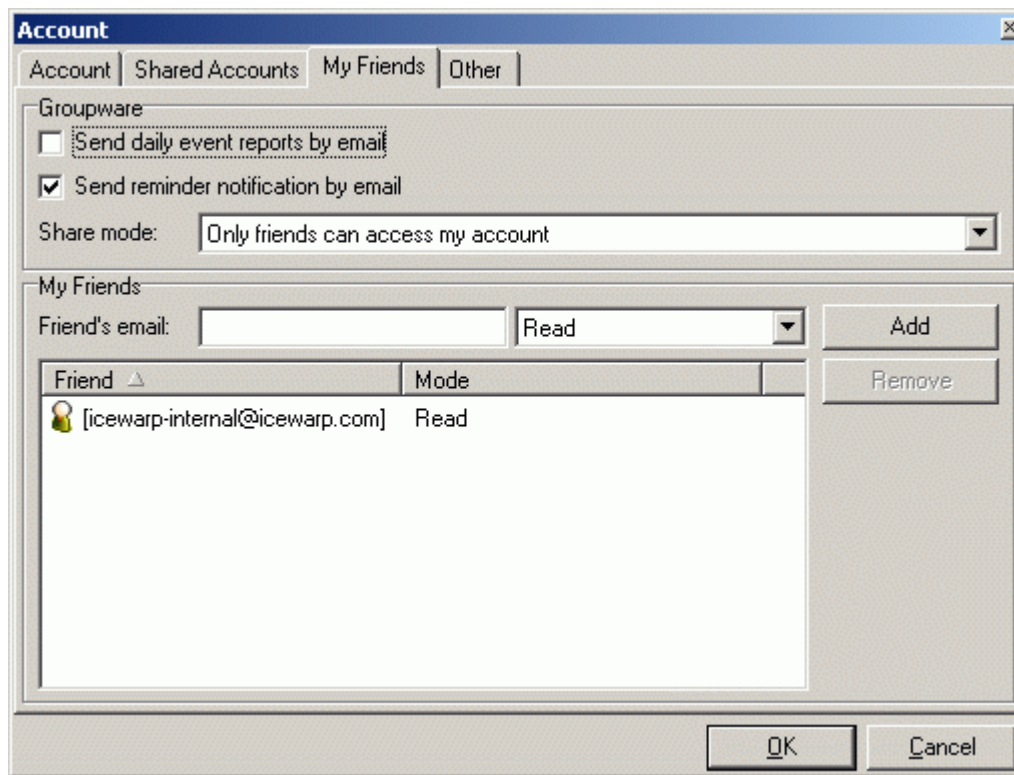 Account
Account Shared Accounts My Friends Other
Groupware
Send daily event reports by email
Send reminder notification by email
Share mode: Only friends can access my account
My Friends
Friend's email: Read Add
Friend Mode Remove
[icewarp-internal@icewarp.com] Read
OK Cancel